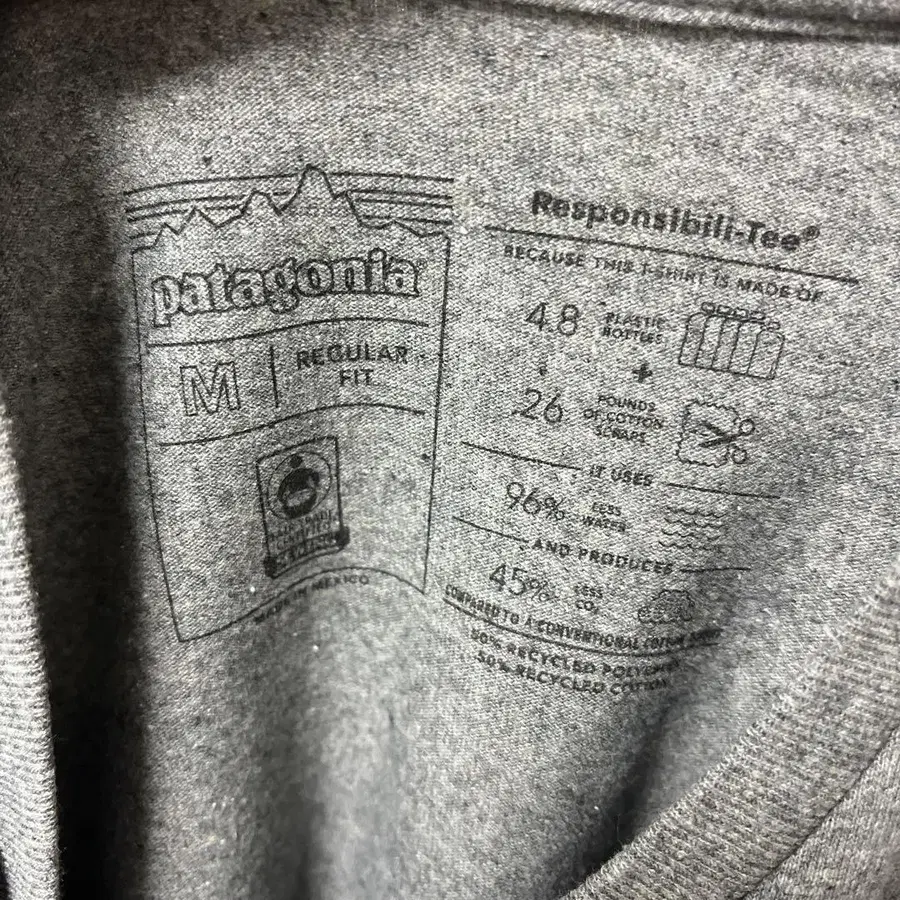 patagonia
M
REGULAR
FIT
MADE IN MEXICO
Responsibili-Tee®
BECAUSE THIS T-SHIRT IS MADE OF
4.8 PLASTIC
BOTTLES
+
.26 POUNDS
OF COTTON
SCRAPS
IT USES
96% LESS
WATER
AND PRODUCES
45% LESS
CO₂
COMPARED TO A CONVENTIONAL COTTON
50% RECYCLED POLYESTER
50% RECYCLED COTTON